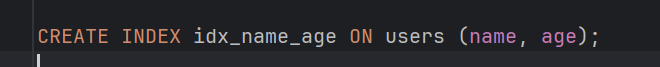 CREATE INDEX idx_name_age ON users (name, age);